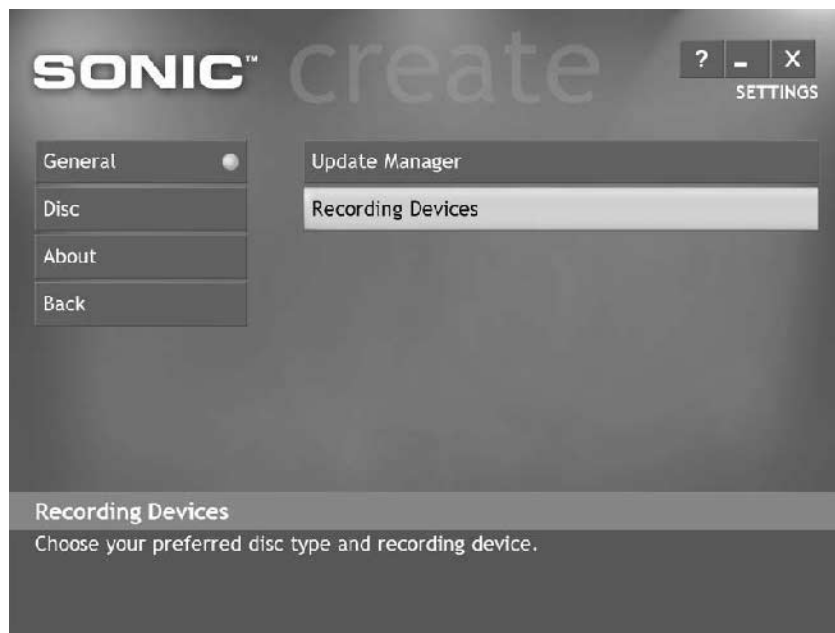 SONIC™ create
? – X
SETTINGS
General
Disc
About
Back
Update Manager
Recording Devices
Recording Devices
Choose your preferred disc type and recording device.